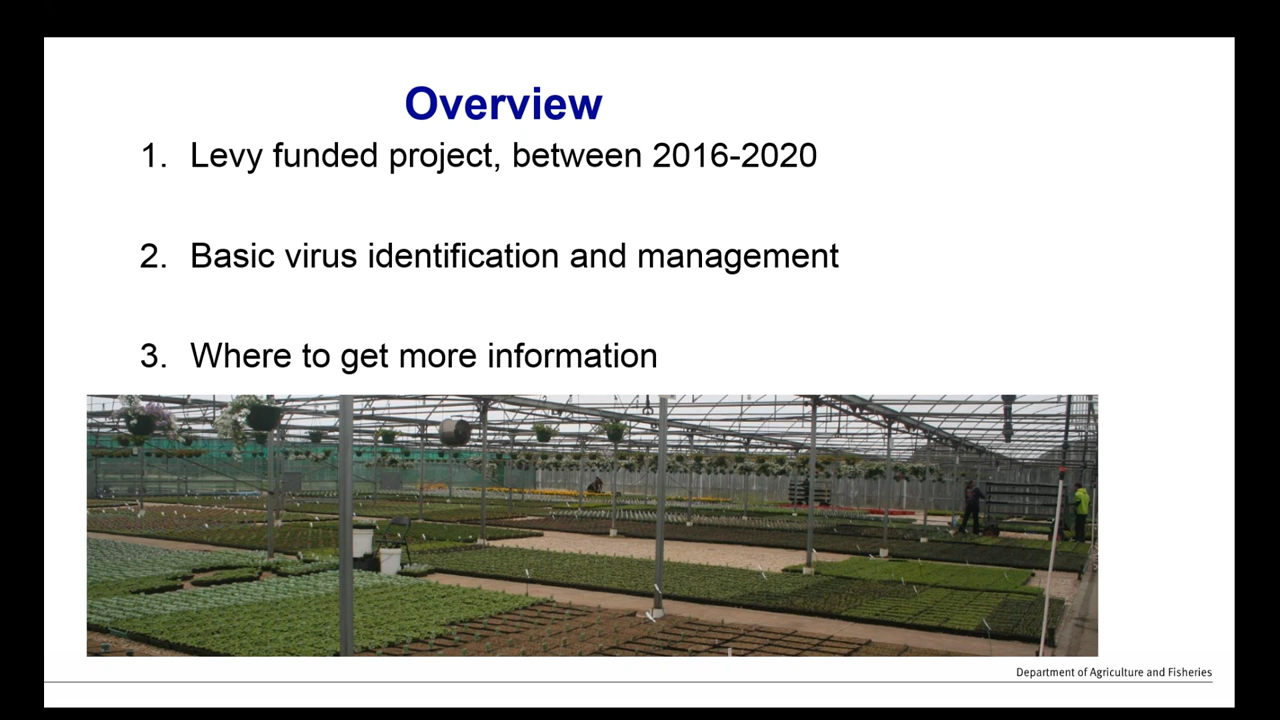 Overview
1. Levy funded project, between 2016-2020
2. Basic virus identification and management
3. Where to get more information
Department of Agriculture and Fisheries